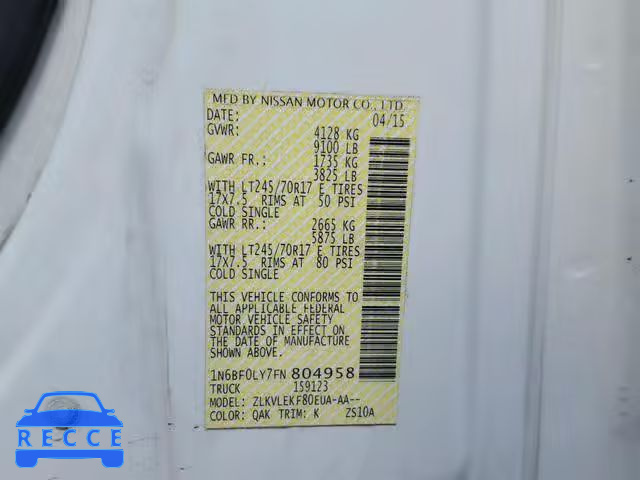 MFD BY NISSAN MOTOR CO., LTD.
DATE: 04/15
GVWR: 4128 KG
9100 LB
GAWR FR.: 1735 KG
3825 LB
WITH LT245/70R17 E TIRES
17X7.5 RIMS AT 50 PSI
COLD SINGLE
GAWR RR.: 2665 KG
5875 LB
WITH LT245/70R17 E TIRES
17X7.5 RIMS AT 80 PSI
COLD SINGLE
THIS VEHICLE CONFORMS TO
ALL APPLICABLE FEDERAL
MOTOR VEHICLE SAFETY
STANDARDS IN EFFECT ON
THE DATE OF MANUFACTURE
SHOWN ABOVE.
1N6BF0LY7FN804958
TRUCK 159123
MODEL: ZLKVLEKF80EUA-AA--
COLOR: QAK TRIM: K ZS10A
AUTOBIDMASTER